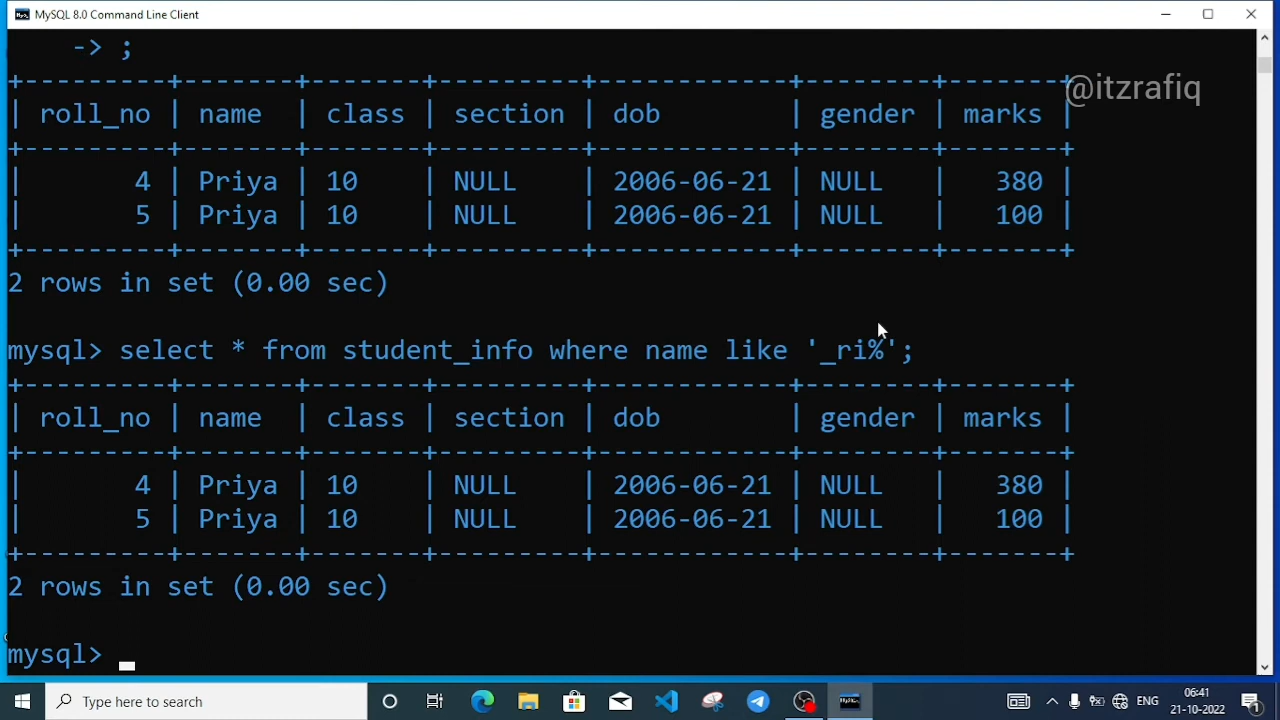 MySQL 8.0 Command Line Client
    -> ;
+---------+-------+-------+---------+------------+--------+-------+
| roll_no | name  | class | section | dob        | gender | marks |
+---------+-------+-------+---------+------------+--------+-------+
|       4 | Priya | 10    | NULL    | 2006-06-21 | NULL   |   380 |
|       5 | Priya | 10    | NULL    | 2006-06-21 | NULL   |   100 |
+---------+-------+-------+---------+------------+--------+-------+
2 rows in set (0.00 sec)
@itzrafiq
mysql> select * from student_info where name like '_ri%';
+---------+-------+-------+---------+------------+--------+-------+
| roll_no | name  | class | section | dob        | gender | marks |
+---------+-------+-------+---------+------------+--------+-------+
|       4 | Priya | 10    | NULL    | 2006-06-21 | NULL   |   380 |
|       5 | Priya | 10    | NULL    | 2006-06-21 | NULL   |   100 |
+---------+-------+-------+---------+------------+--------+-------+
2 rows in set (0.00 sec)
mysql>
Type here to search
ENG
06:41
21-10-2022